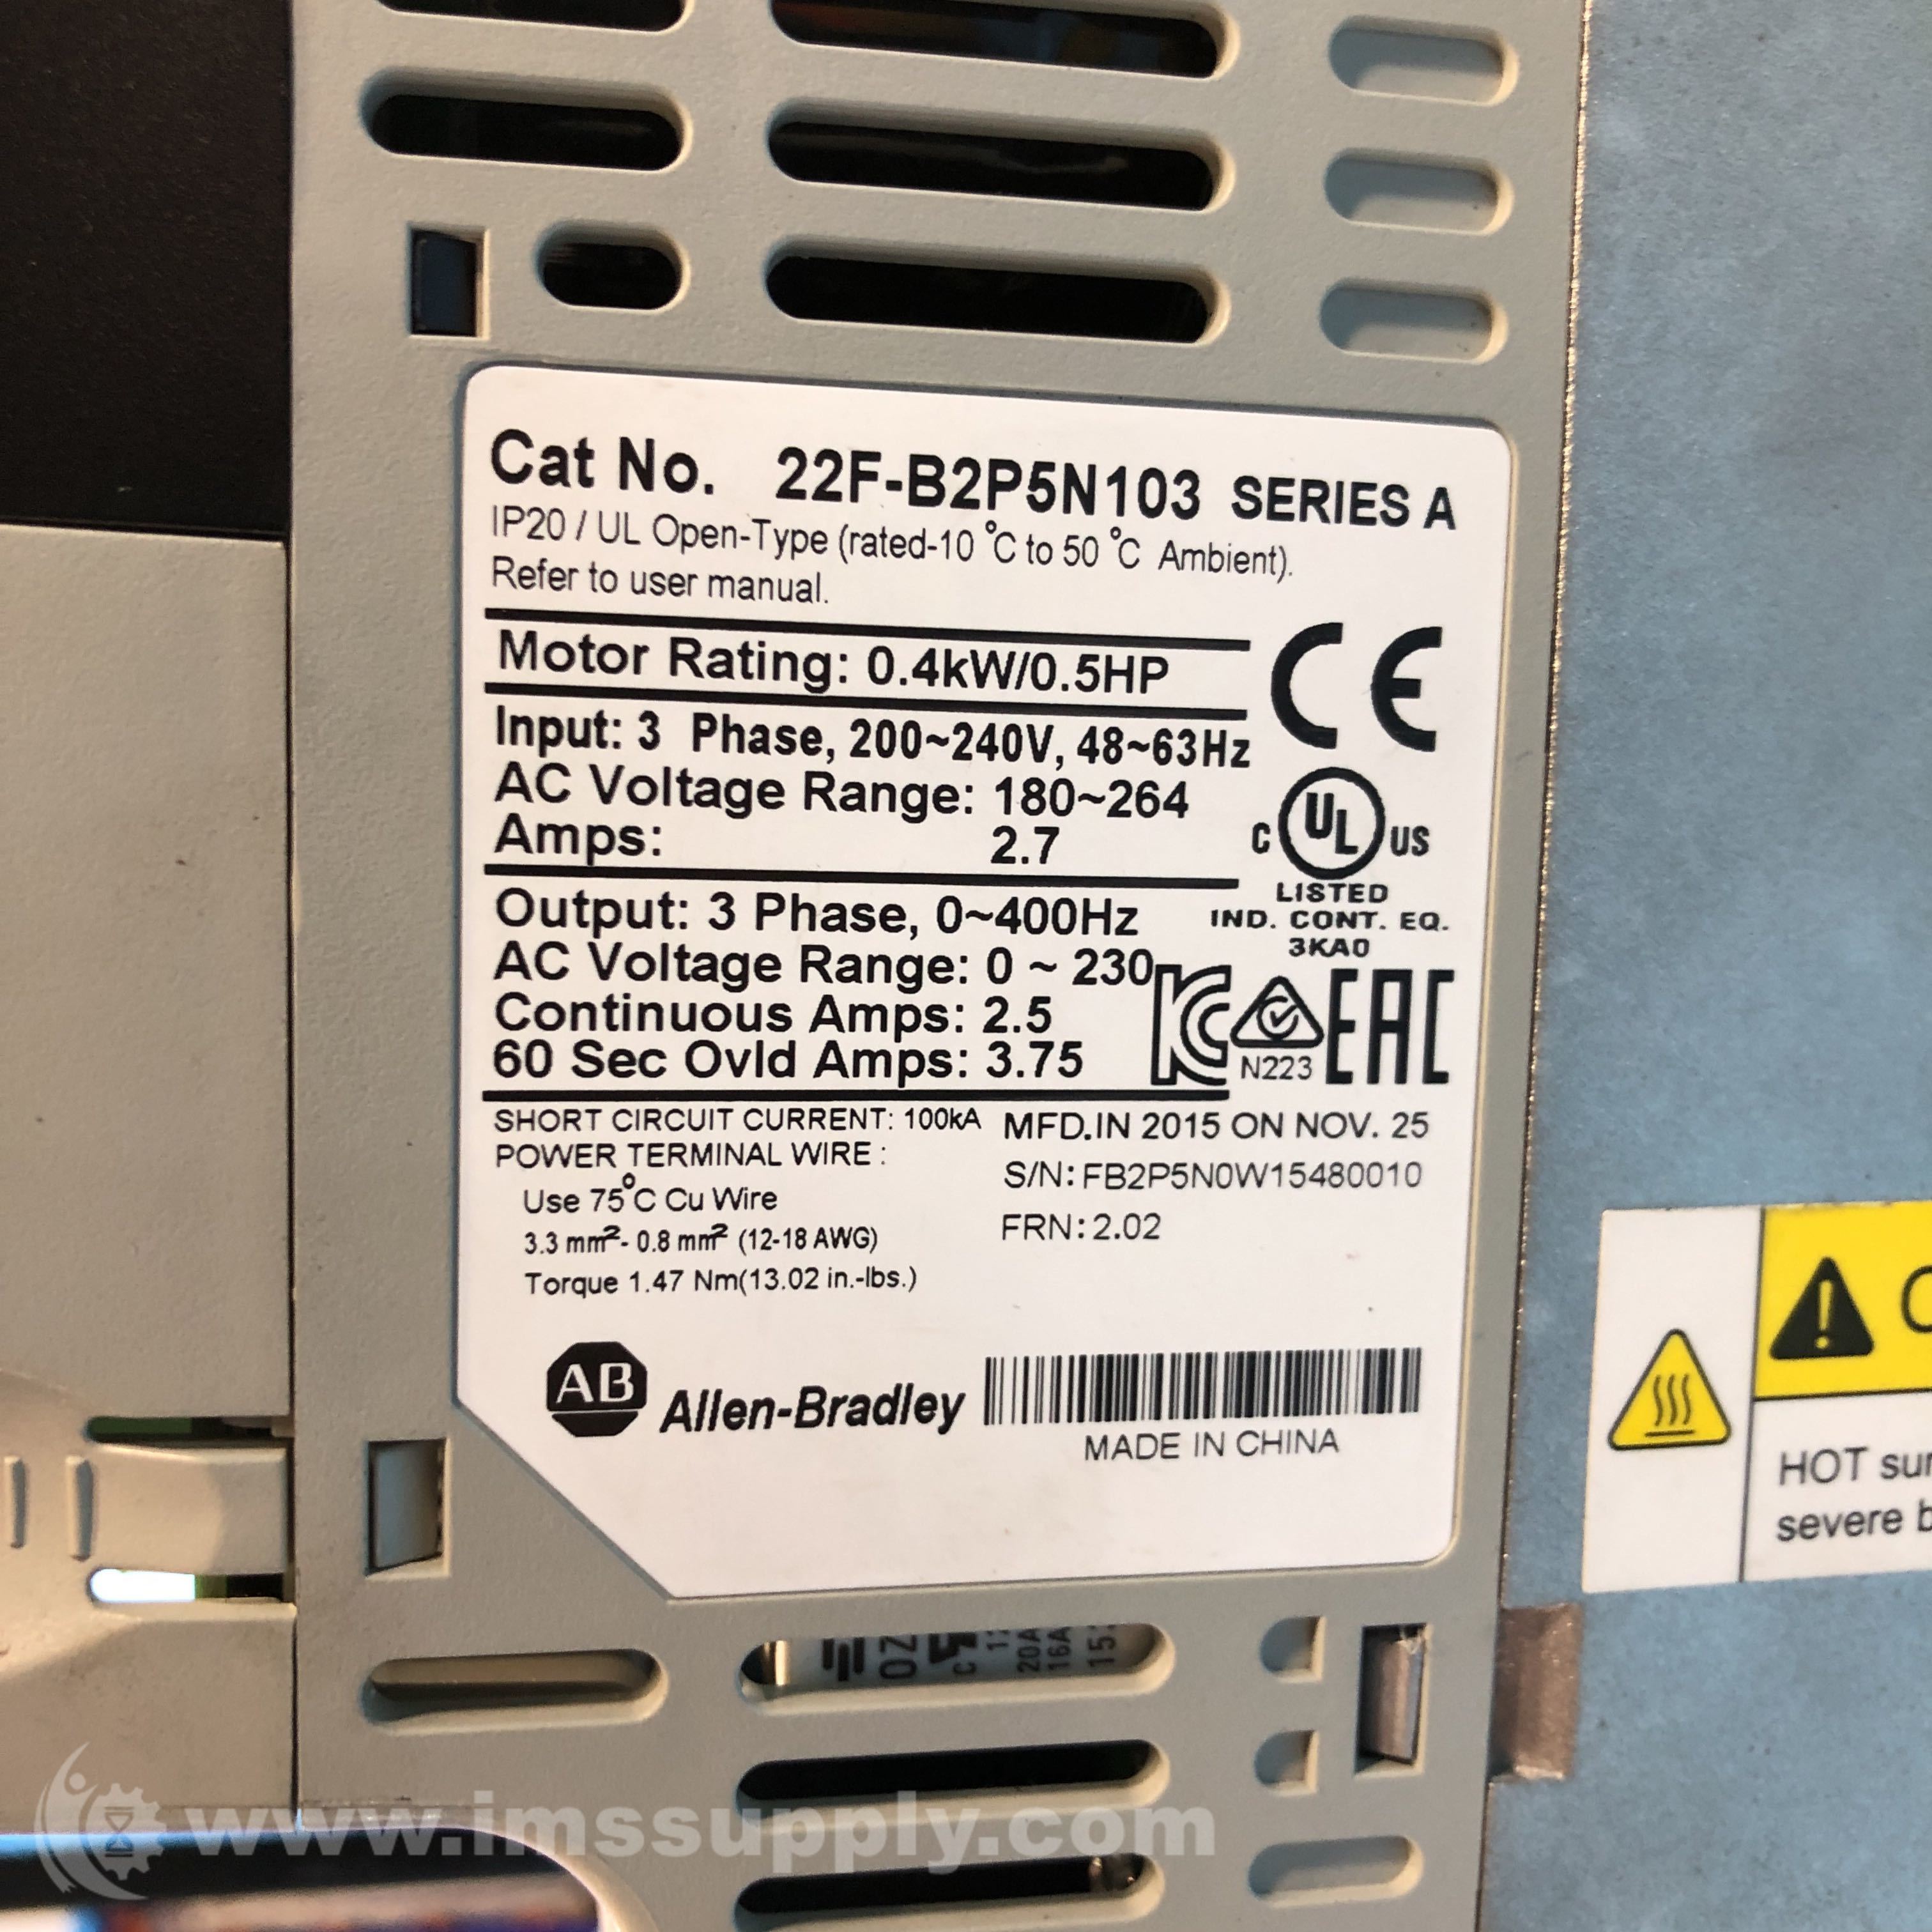 Cat No. 22F-B2P5N103 SERIES A
IP20 / UL Open-Type (rated-10 °C to 50 °C Ambient).
Refer to user manual.
Motor Rating: 0.4kW/0.5HP
CE
Input: 3 Phase, 200~240V, 48~63Hz
AC Voltage Range: 180~264
Amps: 2.7
C UL US
LISTED
IND. CONT. EQ.
3KA0
Output: 3 Phase, 0~400Hz
AC Voltage Range: 0 ~ 230
Continuous Amps: 2.5
60 Sec Ovld Amps: 3.75
KC N223 EAC
SHORT CIRCUIT CURRENT: 100kA
POWER TERMINAL WIRE :
Use 75°C Cu Wire
3.3 mm²- 0.8 mm² (12-18 AWG)
Torque 1.47 Nm(13.02 in.-lbs.)
MFD.IN 2015 ON NOV. 25
S/N: FB2P5N0W15480010
FRN: 2.02
AB Allen-Bradley
MADE IN CHINA
HOT
severe
OZ
C
20A
16A
www.imssupply.com